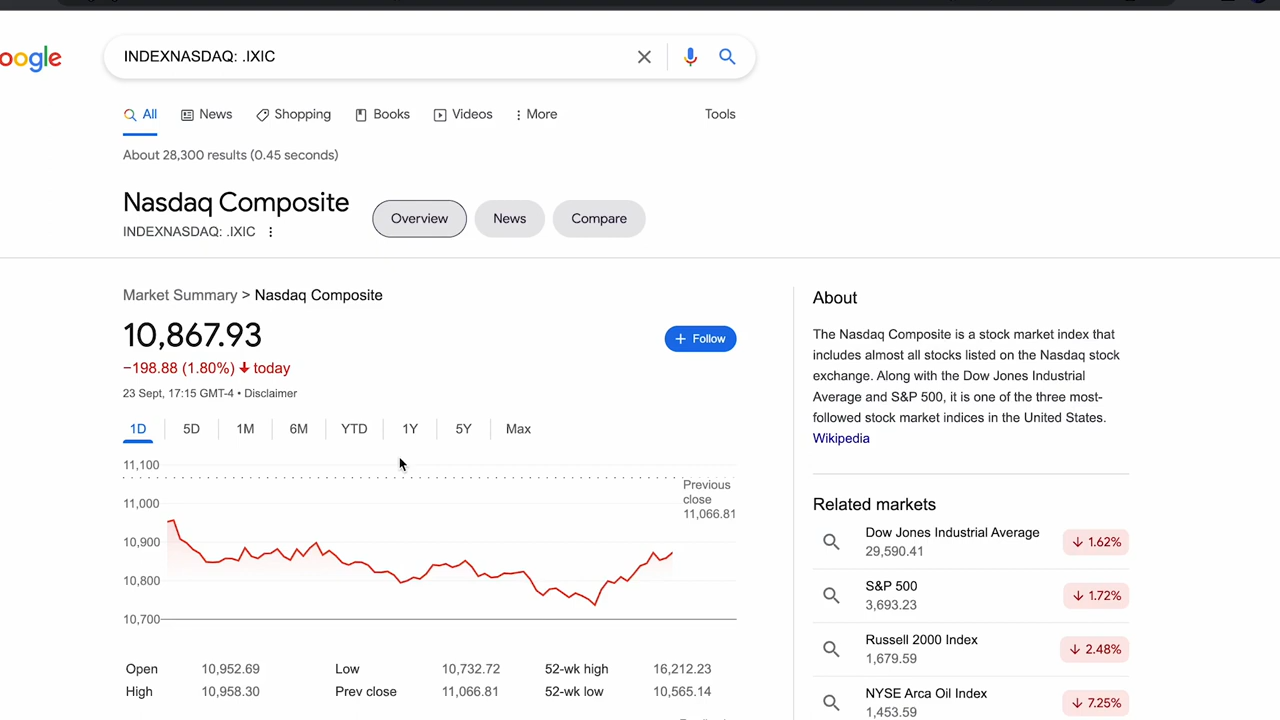 oogle
INDEXNASDAQ: .IXIC
All
News
Shopping
Books
Videos
More
Tools
About 28,300 results (0.45 seconds)
Nasdaq Composite
INDEXNASDAQ: .IXIC
Overview
News
Compare
Market Summary > Nasdaq Composite
10,867.93
−198.88 (1.80%) today
23 Sept, 17:15 GMT-4 • Disclaimer
+ Follow
1D 5D 1M 6M YTD 1Y 5Y Max
11,100
11,000
10,900
10,800
10,700
Previous
close
11,066.81
Open 10,952.69 Low 10,732.72 52-wk high 16,212.23
High 10,958.30 Prev close 11,066.81 52-wk low 10,565.14
About
The Nasdaq Composite is a stock market index that
includes almost all stocks listed on the Nasdaq stock
exchange. Along with the Dow Jones Industrial
Average and S&P 500, it is one of the three most-
followed stock market indices in the United States.
Wikipedia
Related markets
Dow Jones Industrial Average
29,590.41
1.62%
S&P 500
3,693.23
1.72%
Russell 2000 Index
1,679.59
2.48%
NYSE Arca Oil Index
1,453.59
7.25%